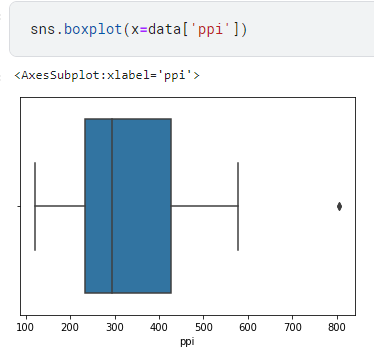 sns.boxplot(x=data['ppi'])
<AxesSubplot:xlabel='ppi'>
100 200 300 400 500 600 700 800
ppi